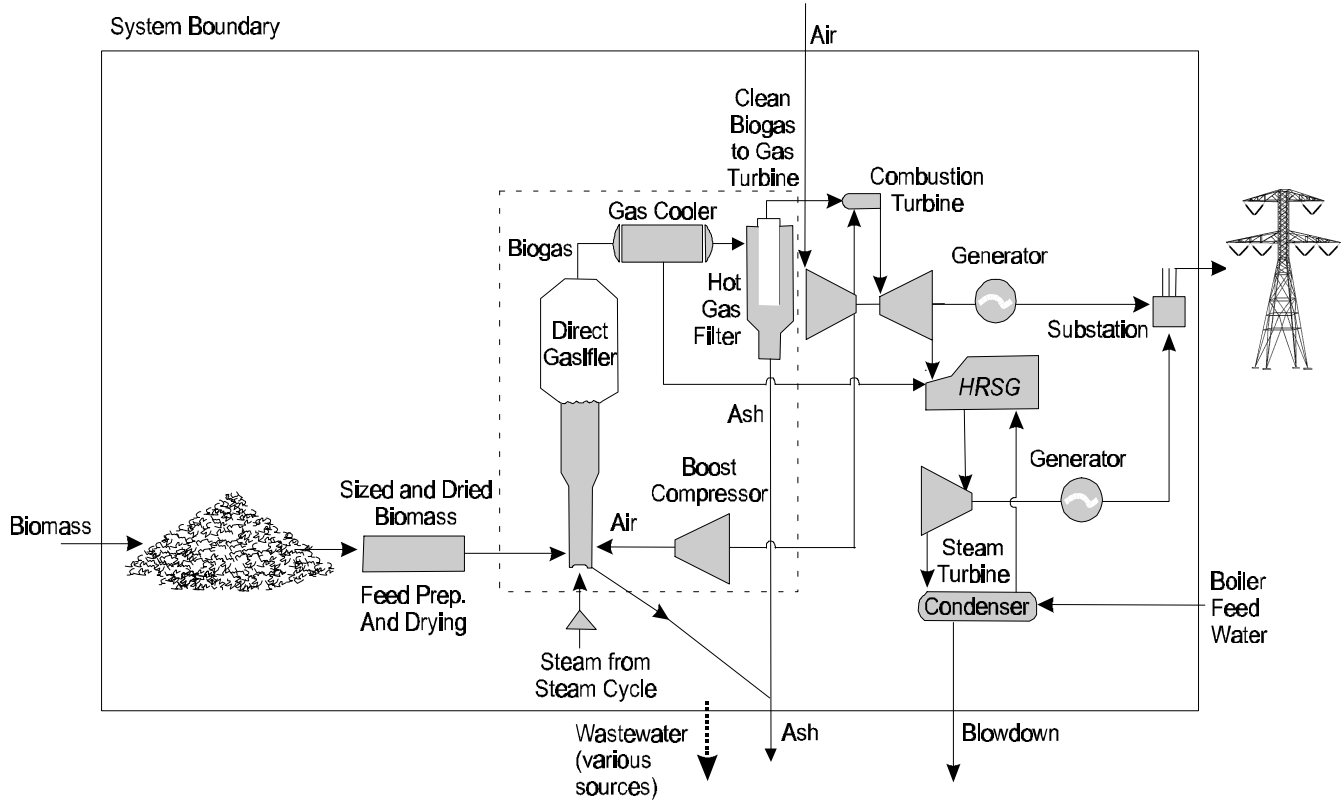 System Boundary
Air
Clean
Biogas
to Gas
Turbine
Combustion
Turbine
Gas Cooler
Biogas
Hot
Gas
Filter
Generator
Substation
Direct
Gasifier
HRSG
Ash
Boost
Compressor
Generator
Sized and Dried
Biomass
Biomass
Air
Feed Prep.
And Drying
Steam
Turbine
Condenser
Boiler
Feed
Water
Steam from
Steam Cycle
Wastewater
(various
sources)
Ash
Blowdown